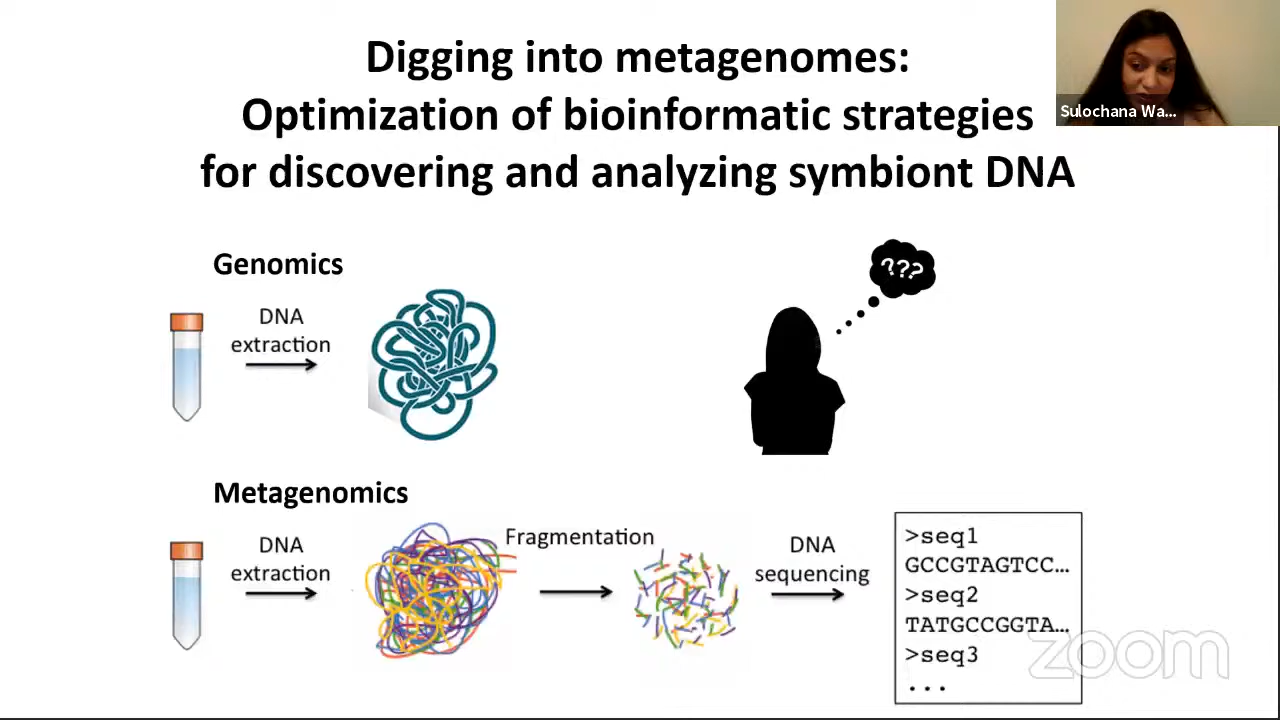 Digging into metagenomes:
Optimization of bioinformatic strategies
for discovering and analyzing symbiont DNA
Sulochana Wa...
Genomics
DNA
extraction
???
Metagenomics
DNA
extraction
Fragmentation
DNA
sequencing
>seq1
GCCGTAGTCC…
>seq2
TATGCCGGTA…
>seq3
...
zoom